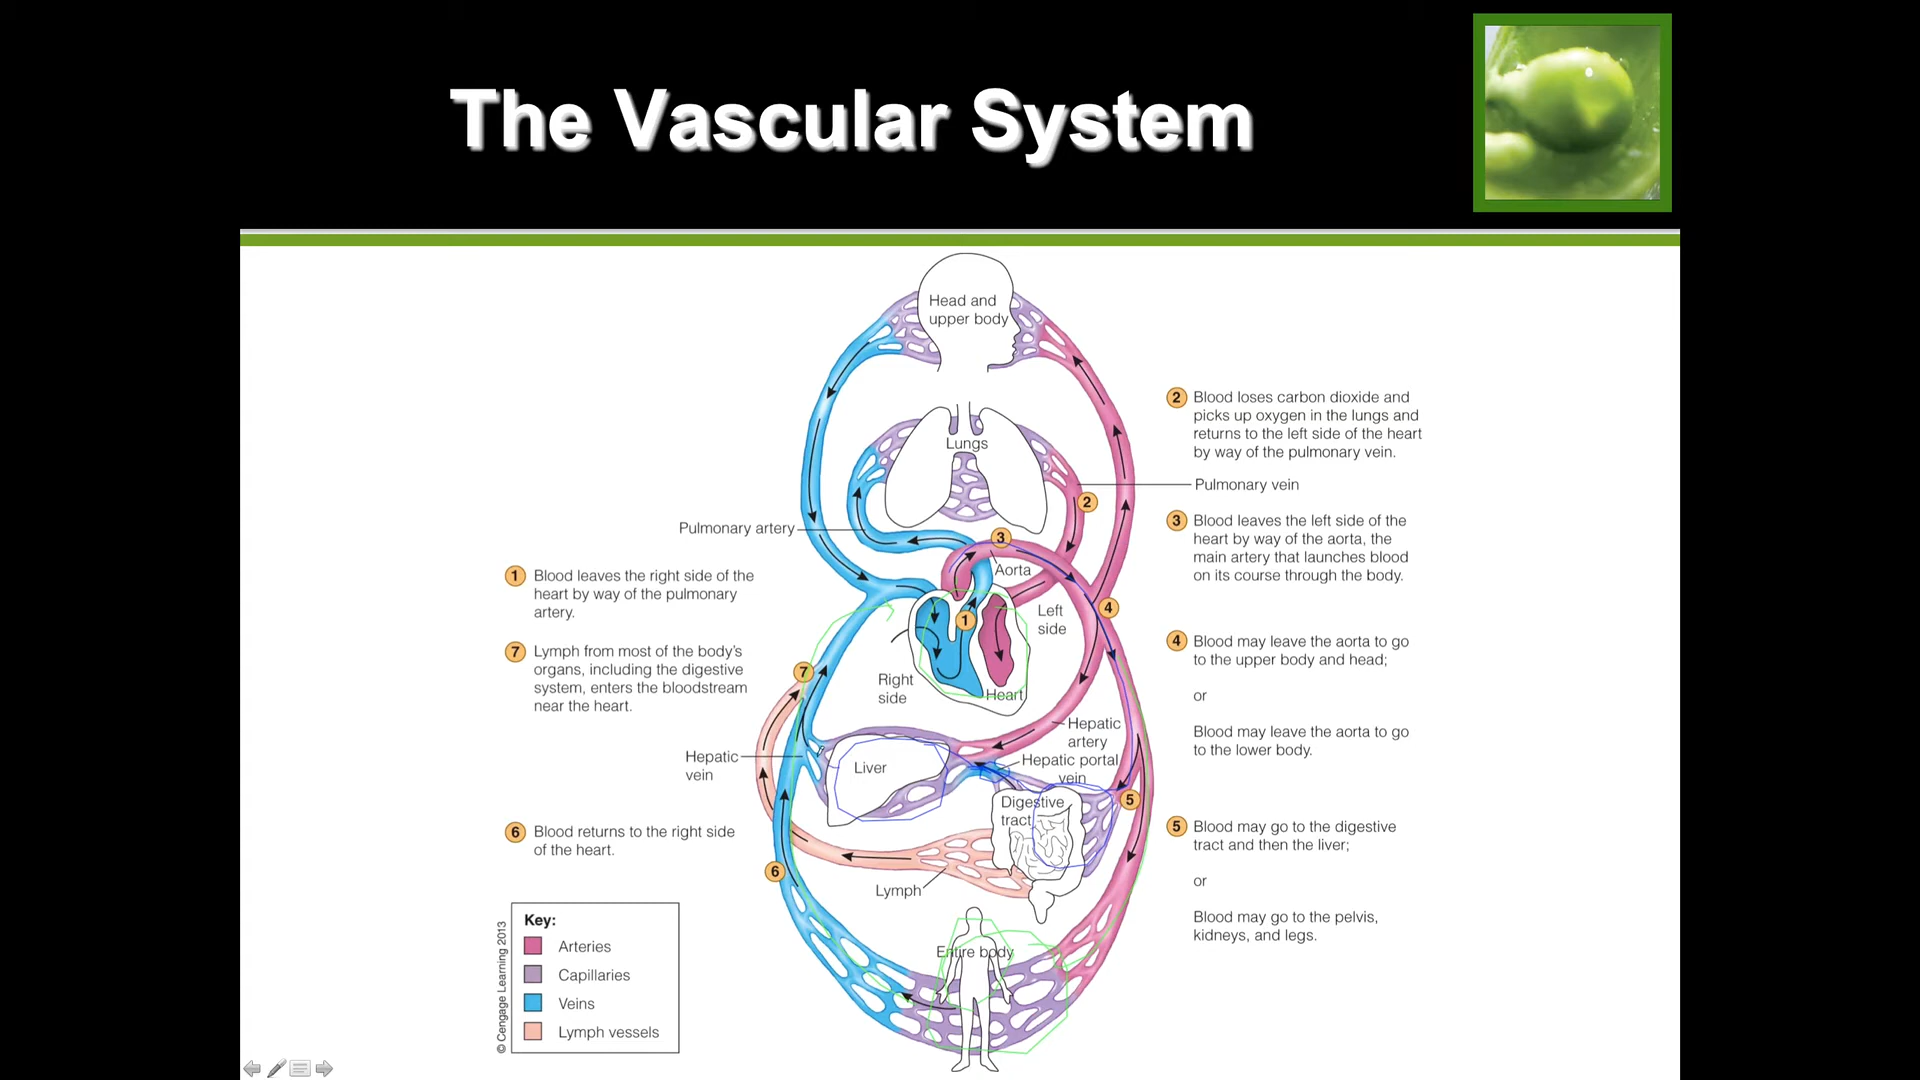 The Vascular System
Head and
upper body
Lungs
2 Blood loses carbon dioxide and
picks up oxygen in the lungs and
returns to the left side of the heart
by way of the pulmonary vein.
Pulmonary vein
2
Pulmonary artery
3
3 Blood leaves the left side of the
heart by way of the aorta, the
main artery that launches blood
on its course through the body.
Aorta
1 Blood leaves the right side of the
heart by way of the pulmonary
artery.
1
Left
side
4
4 Blood may leave the aorta to go
to the upper body and head;
or
Blood may leave the aorta to go
to the lower body.
7 Lymph from most of the body’s
organs, including the digestive
system, enters the bloodstream
near the heart.
7
Right
side
Heart
Hepatic
artery
Hepatic portal
vein
Hepatic
vein
Liver
Digestive
tract
5
5 Blood may go to the digestive
tract and then the liver;
or
Blood may go to the pelvis,
kidneys, and legs.
6 Blood returns to the right side
of the heart.
6
Lymph
Entire body
Key:
Arteries
Capillaries
Veins
Lymph vessels
© Cengage Learning 2013